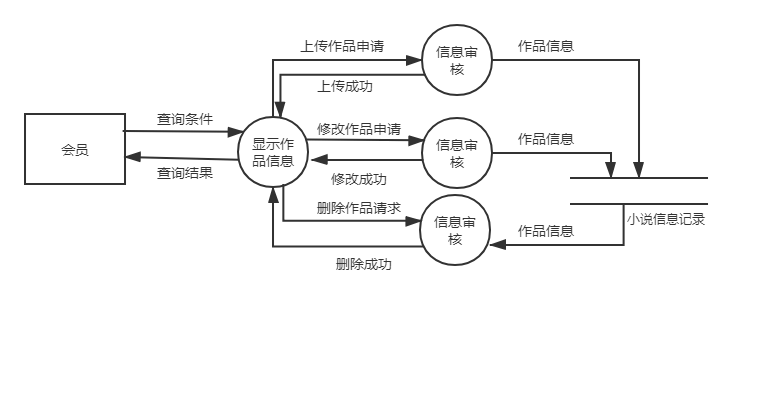 上传作品申请
信息审
核
作品信息
上传成功
查询条件
修改作品申请
作品信息
会员
显示作
品信息
信息审
核
查询结果
修改成功
删除作品请求
信息审
核
作品信息
小说信息记录
删除成功